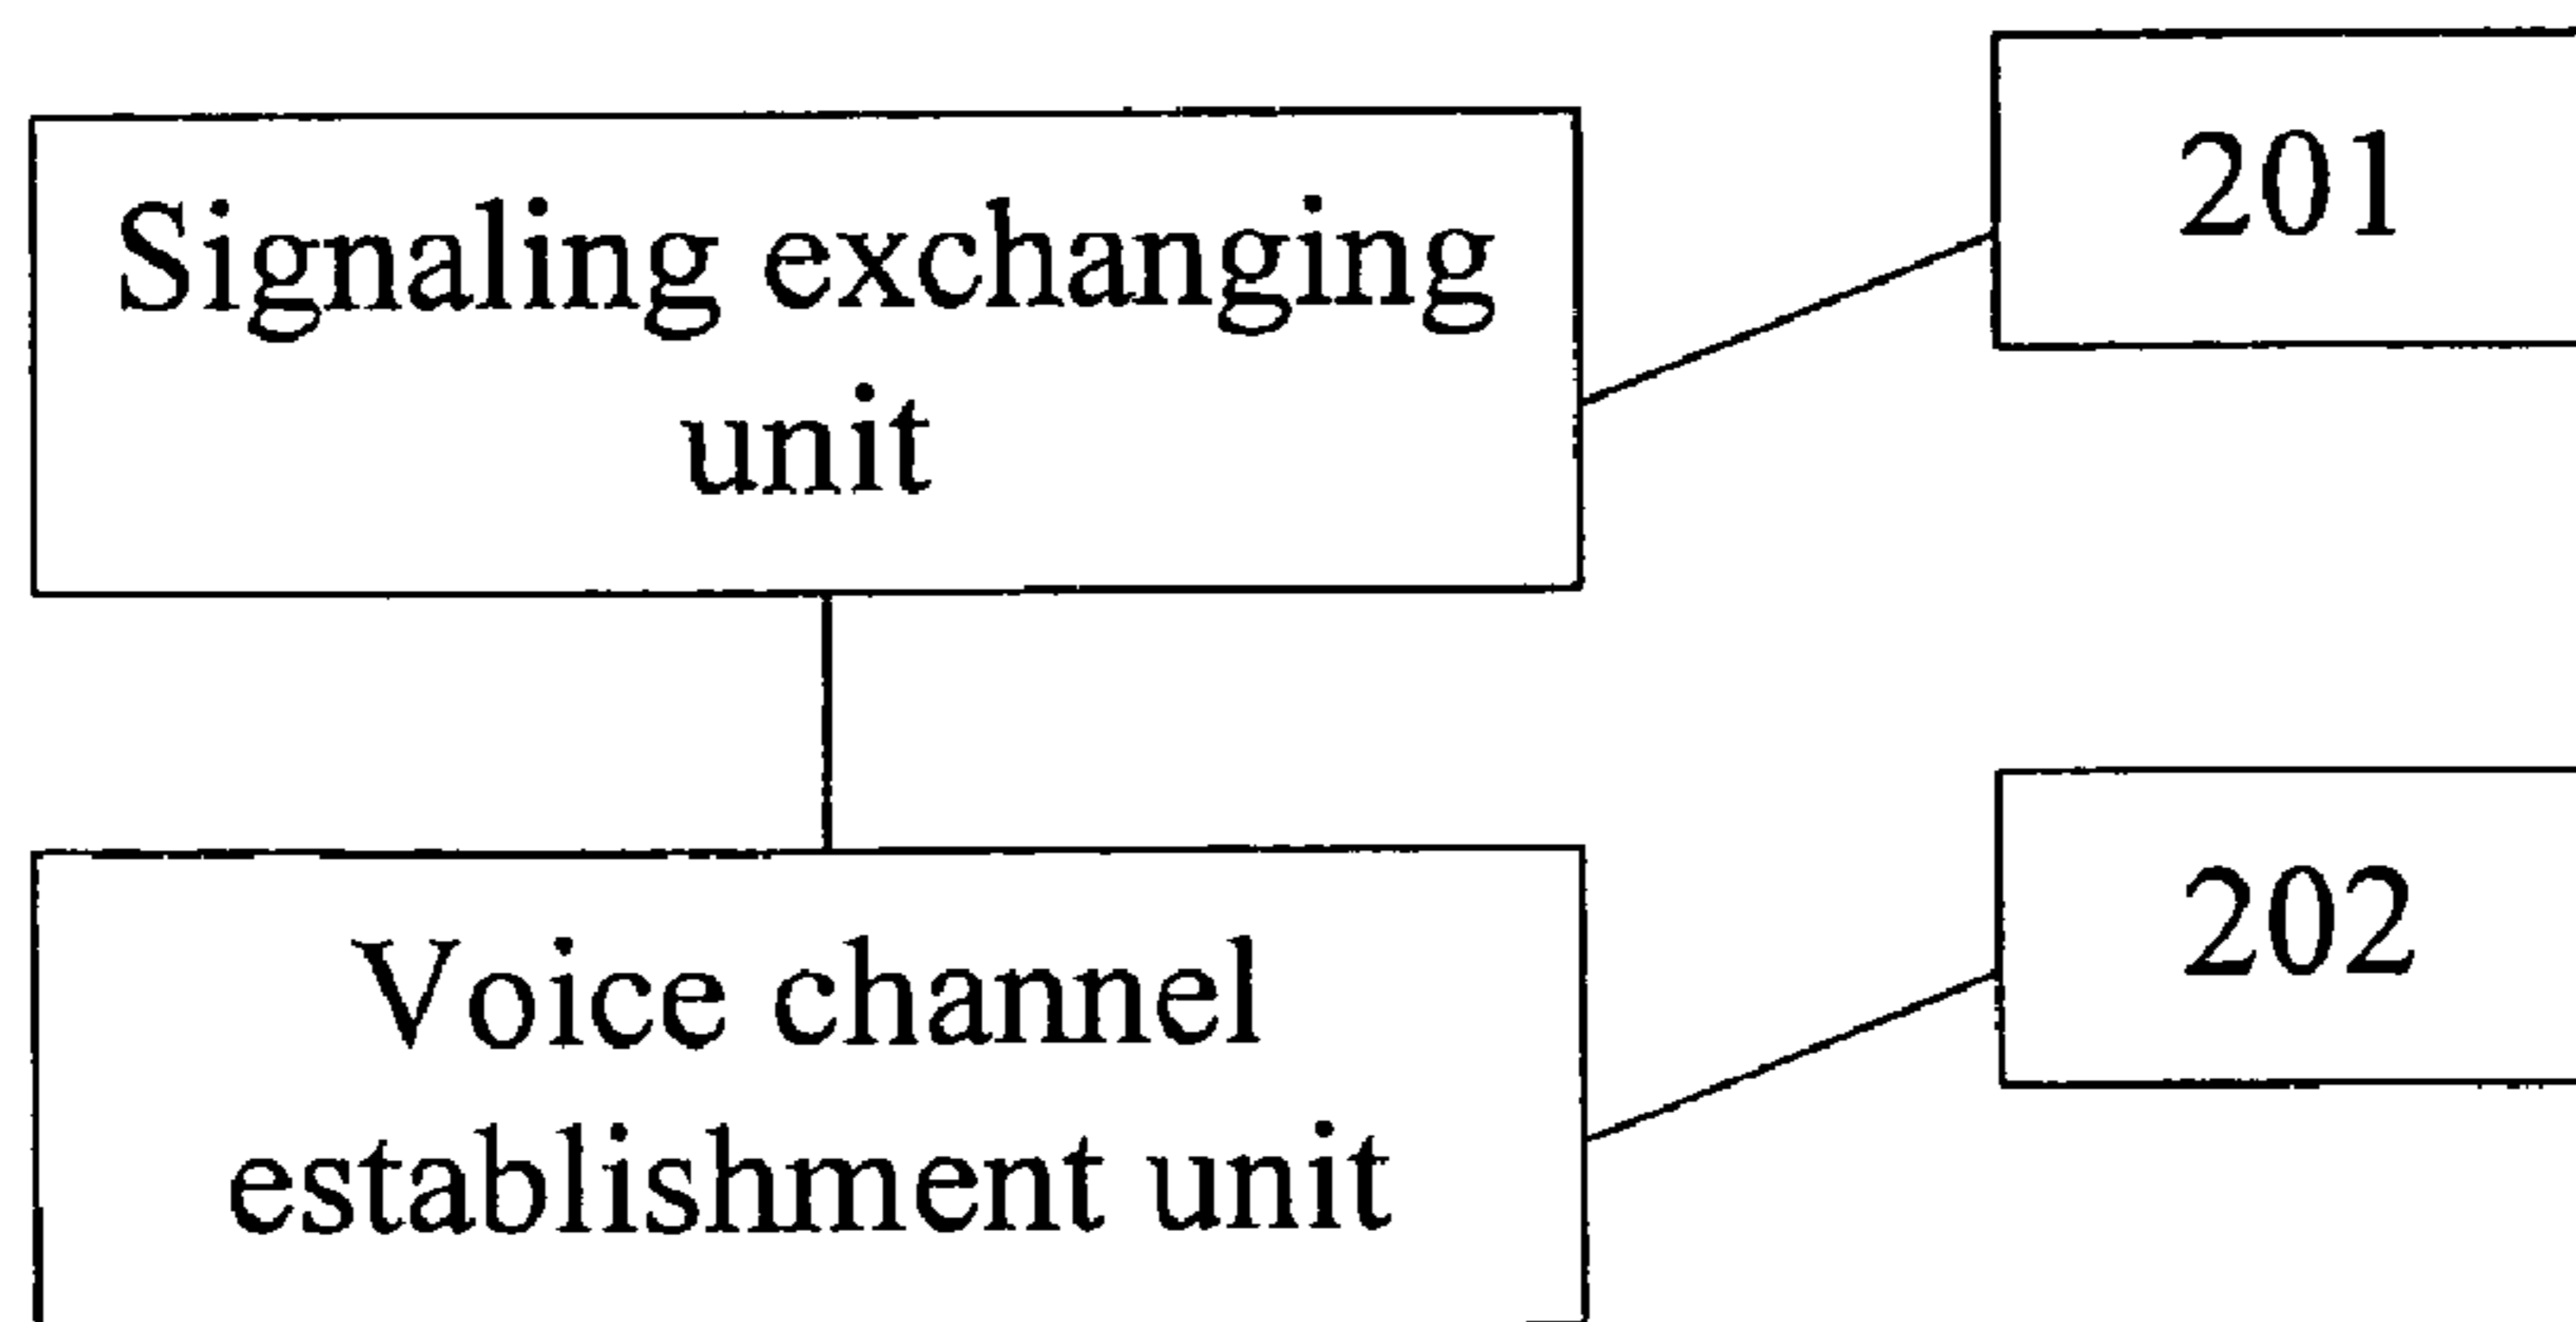 201
Signaling exchanging
unit
202
Voice channel
establishment unit